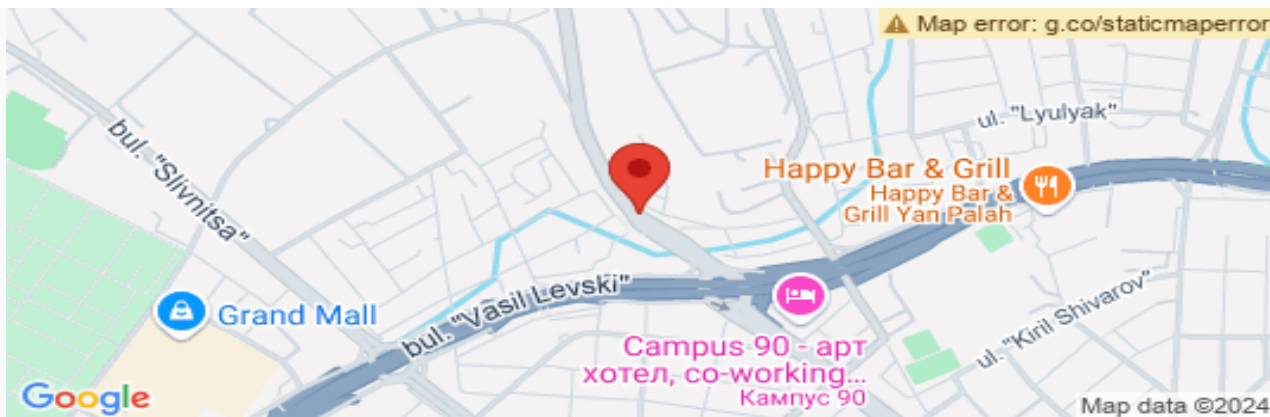 Map error: g.co/staticmaperror
bul. "Slivnitsa"
ul. "Lyulyak"
Happy Bar & Grill
Happy Bar &
Grill Yan Palah
Grand Mall
bul. "Vasil Levski"
ul. "Kiril Shivarov"
Campus 90 - арт
хотел, co-working...
Кампус 90
Google
Map data ©2024